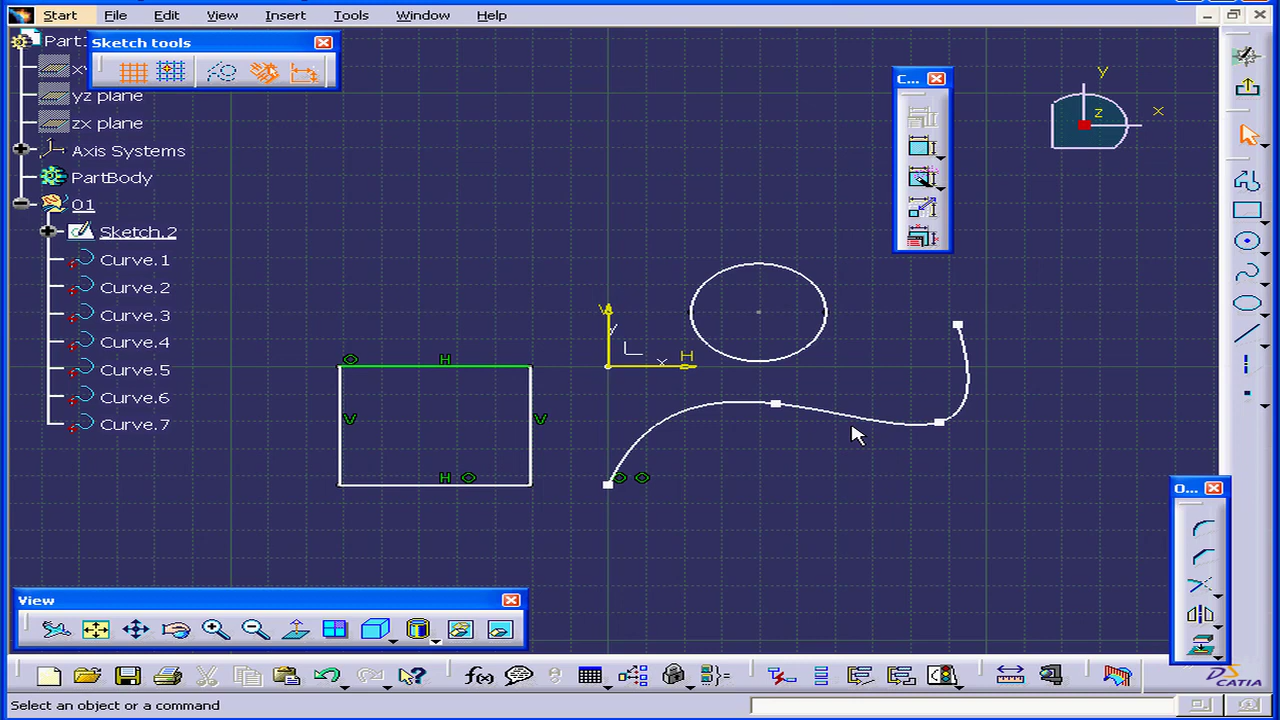 Start File Edit View Insert Tools Window Help
Sketch tools
C...
yz plane
zx plane
Axis Systems
PartBody
01
Sketch.2
Curve.1
Curve.2
Curve.3
Curve.4
Curve.5
Curve.6
Curve.7
y
z x
V
y
x H
H
V V
H
O...
View
f(x)
DS
CATIA
Select an object or a command